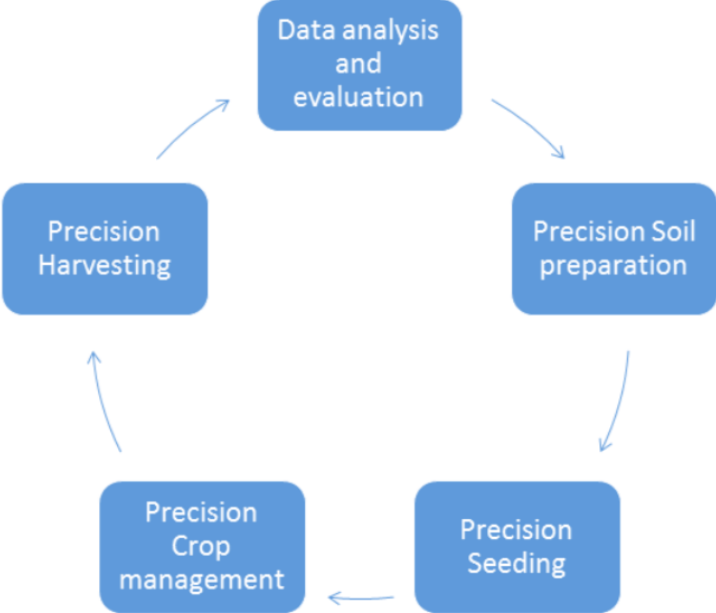 Data analysis
and
evaluation
Precision Soil
preparation
Precision
Seeding
Precision
Crop
management
Precision
Harvesting